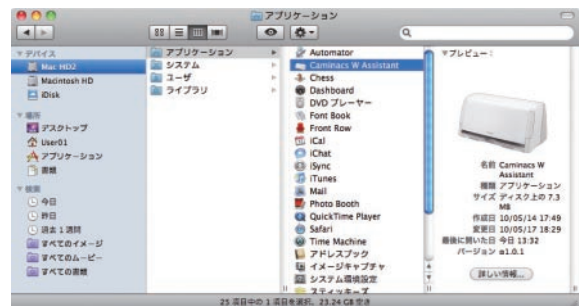 アプリケーション
▼デバイス
Mac HD2
Macintosh HD
iDisk
▼場所
デスクトップ
User01
アプリケーション
書類
▼検索
今日
昨日
過去 1 週間
すべてのイメージ
すべてのムービー
すべての書類
アプリケーション
システム
ユーザ
ライブラリ
Automator
Caminacs W Assistant
Chess
Dashboard
DVD プレーヤー
Font Book
Front Row
iCal
iChat
iSync
iTunes
Mail
Photo Booth
QuickTime Player
Safari
Time Machine
アドレスブック
イメージキャプチャ
システム環境設定
スティッキーズ
▼プレビュー：
名前 Caminacs W
Assistant
種類 アプリケーション
サイズ ディスク上の 7.3
MB
作成日 10/05/14 17:49
変更日 10/05/17 18:29
最後に開いた日 今日 13:32
バージョン α1.0.1
詳しい情報...
25 項目中の 1 項目を選択、23.24 GB 空き